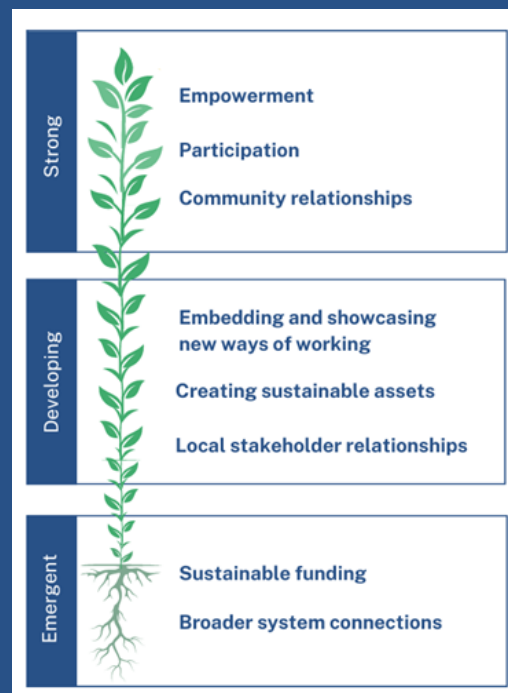 Strong
Empowerment
Participation
Community relationships
Developing
Embedding and showcasing
new ways of working
Creating sustainable assets
Local stakeholder relationships
Emergent
Sustainable funding
Broader system connections